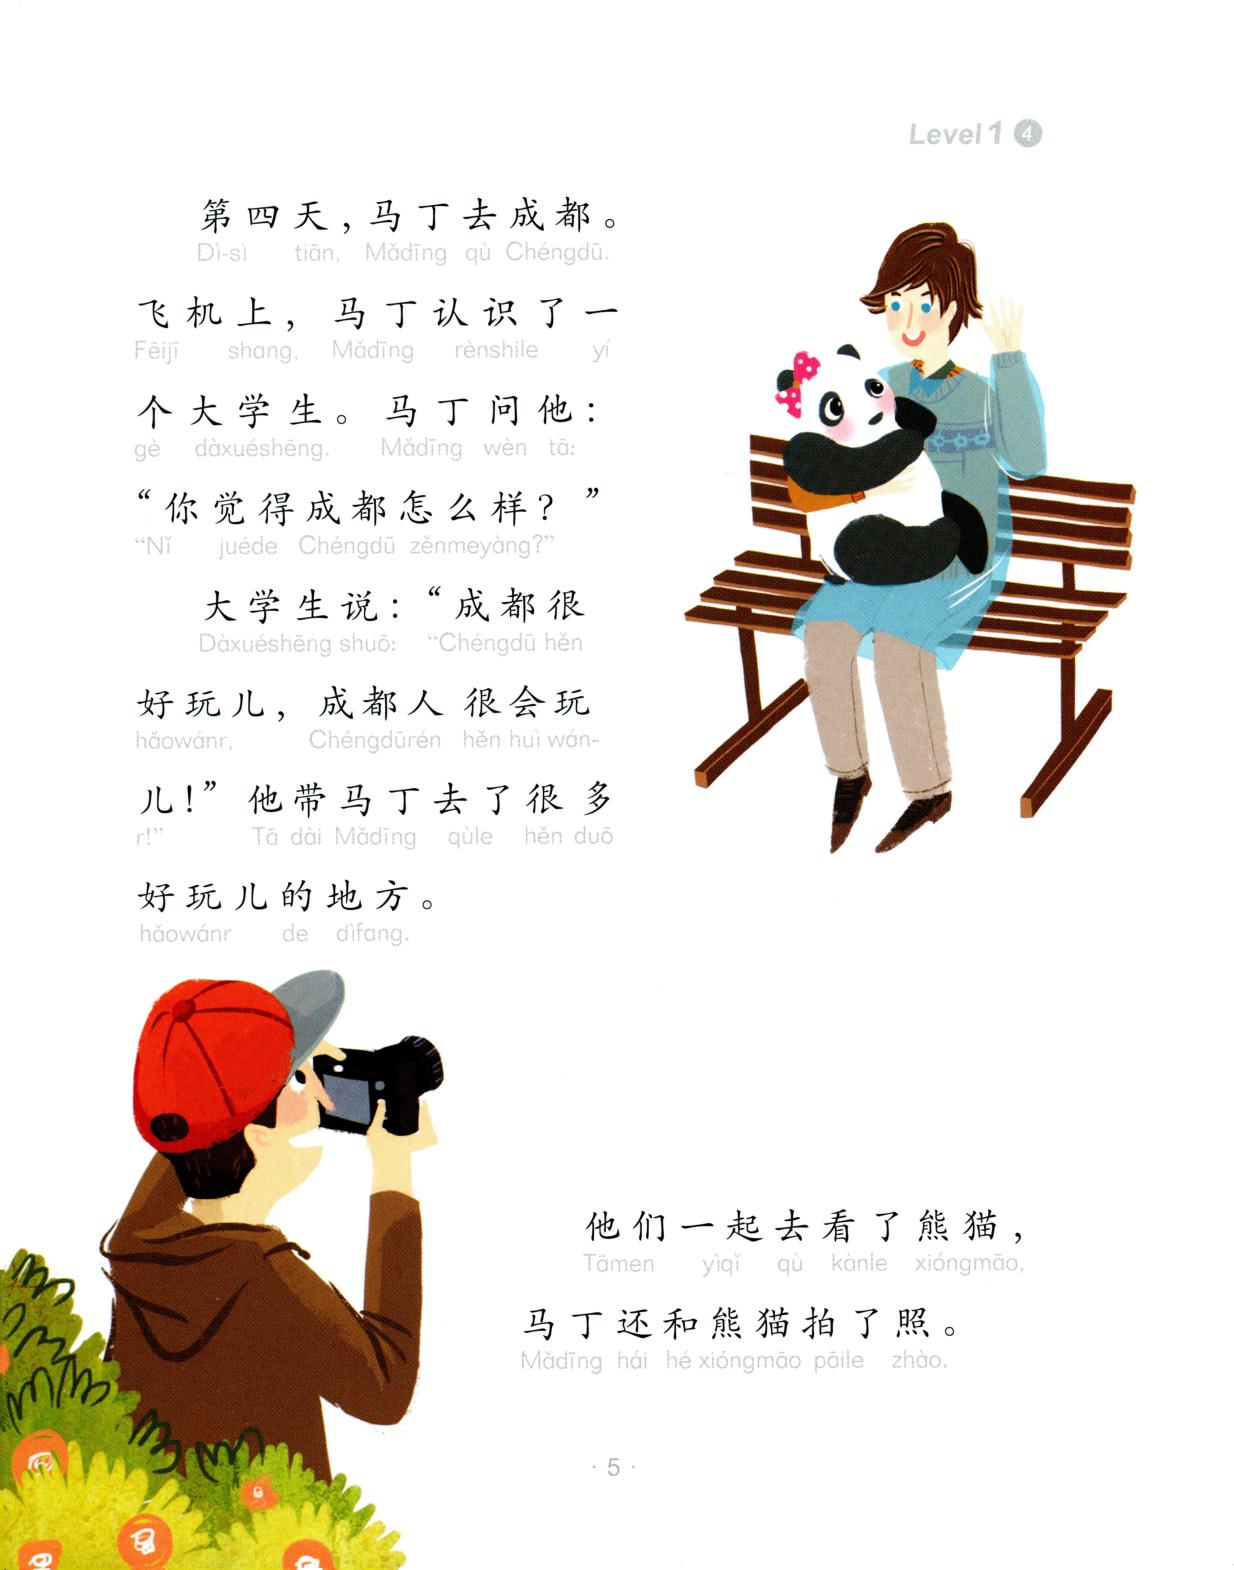 Level 1 4
第四天，马丁去成都。
Dì-sì tiān, Mǎdīng qù Chéngdū.
飞机上，马丁认识了一
Fēijī shang, Mǎdīng rènshile yí
个大学生。马丁问他：
gè dàxuéshēng. Mǎdīng wèn tā:
“你觉得成都怎么样？”
“Nǐ juéde Chéngdū zěnmeyàng?”
大学生说：“成都很
Dàxuéshēng shuō: “Chéngdū hěn
好玩儿，成都人很会玩
hǎowánr, Chéngdūrén hěn huì wán-
儿！”他带马丁去了很多
r!” Tā dài Mǎdīng qùle hěn duō
好玩儿的地方。
hǎowánr de dìfang.
他们一起去看了熊猫，
Tāmen yìqǐ qù kànle xióngmāo,
马丁还和熊猫拍了照。
Mǎdīng hái hé xióngmāo pāile zhào.
· 5 ·